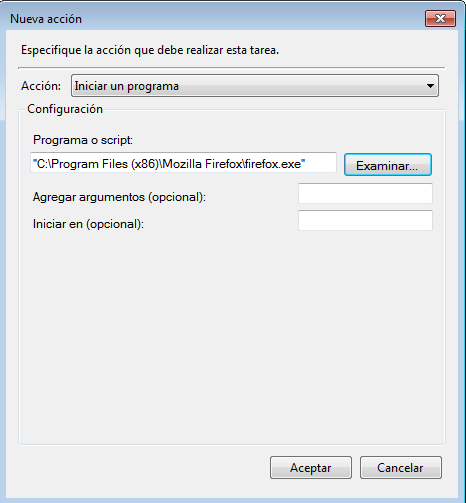 Nueva acción
Especifique la acción que debe realizar esta tarea.
Acción: Iniciar un programa
Configuración
Programa o script:
"C:\Program Files (x86)\Mozilla Firefox\firefox.exe" Examinar...
Agregar argumentos (opcional):
Iniciar en (opcional):
Aceptar Cancelar